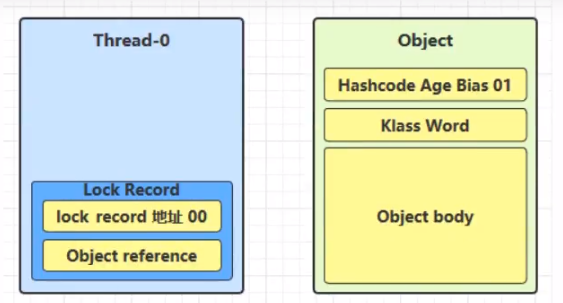 Thread-0
Lock Record
lock record 地址 00
Object reference
Object
Hashcode Age Bias 01
Klass Word
Object body